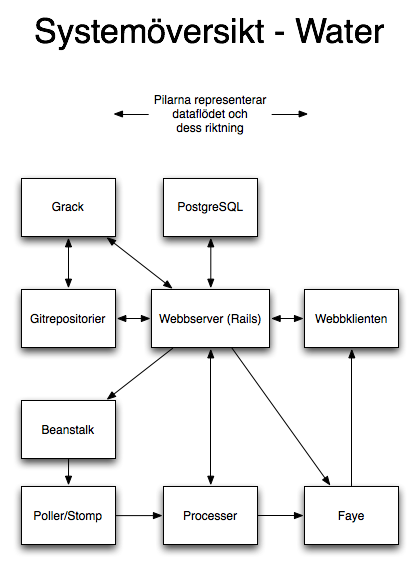 Systemöversikt - Water
Pilarna representerar
dataflödet och
dess riktning
Grack
PostgreSQL
Gitrepositorier
Webbserver (Rails)
Webbklienten
Beanstalk
Poller/Stomp
Processer
Faye